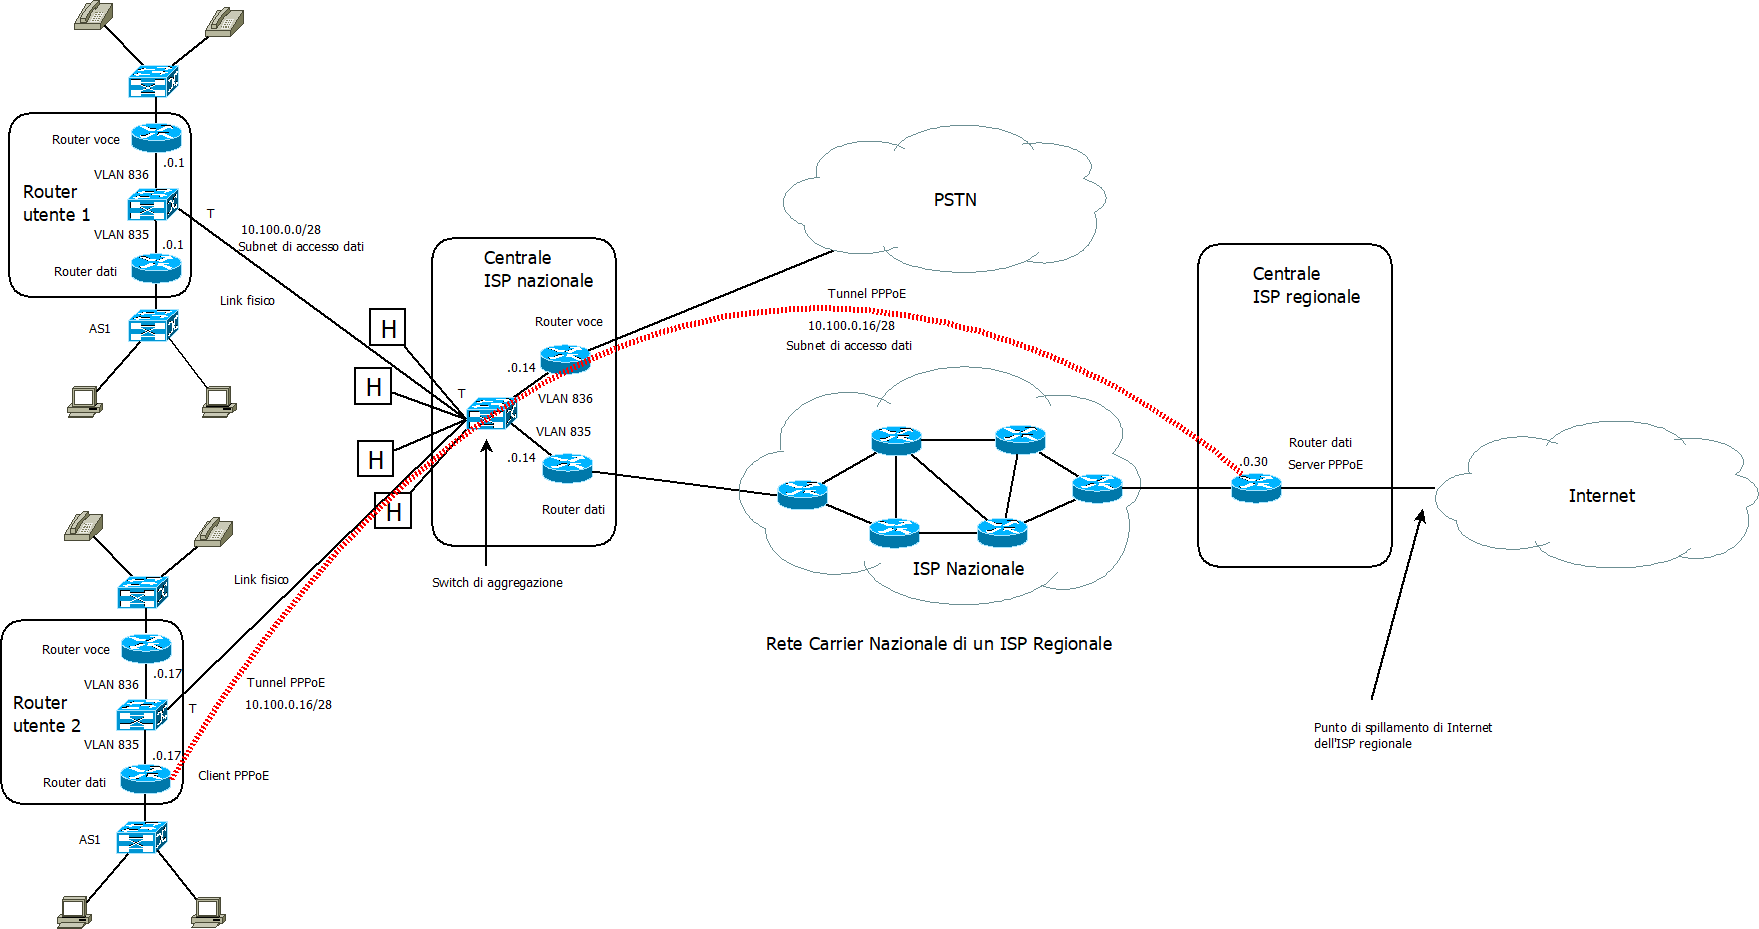 Router voce
.0.1
VLAN 836
Router
utente 1
T
VLAN 835
.0.1
Router dati
10.100.0.0/28
Subnet di accesso dati
Link fisico
AS1
H
H
H
H
Centrale
ISP nazionale
Router voce
.0.14
T
VLAN 836
VLAN 835
.0.14
Router dati
Switch di aggregazione
PSTN
Tunnel PPPoE
10.100.0.16/28
Subnet di accesso dati
ISP Nazionale
Rete Carrier Nazionale di un ISP Regionale
Centrale
ISP regionale
Router dati
Server PPPoE
.0.30
Internet
Punto di spillamento di Internet
dell'ISP regionale
Link fisico
Router voce
.0.17
VLAN 836
Router
utente 2
T
VLAN 835
.0.17
Router dati
Client PPPoE
Tunnel PPPoE
10.100.0.16/28
AS1